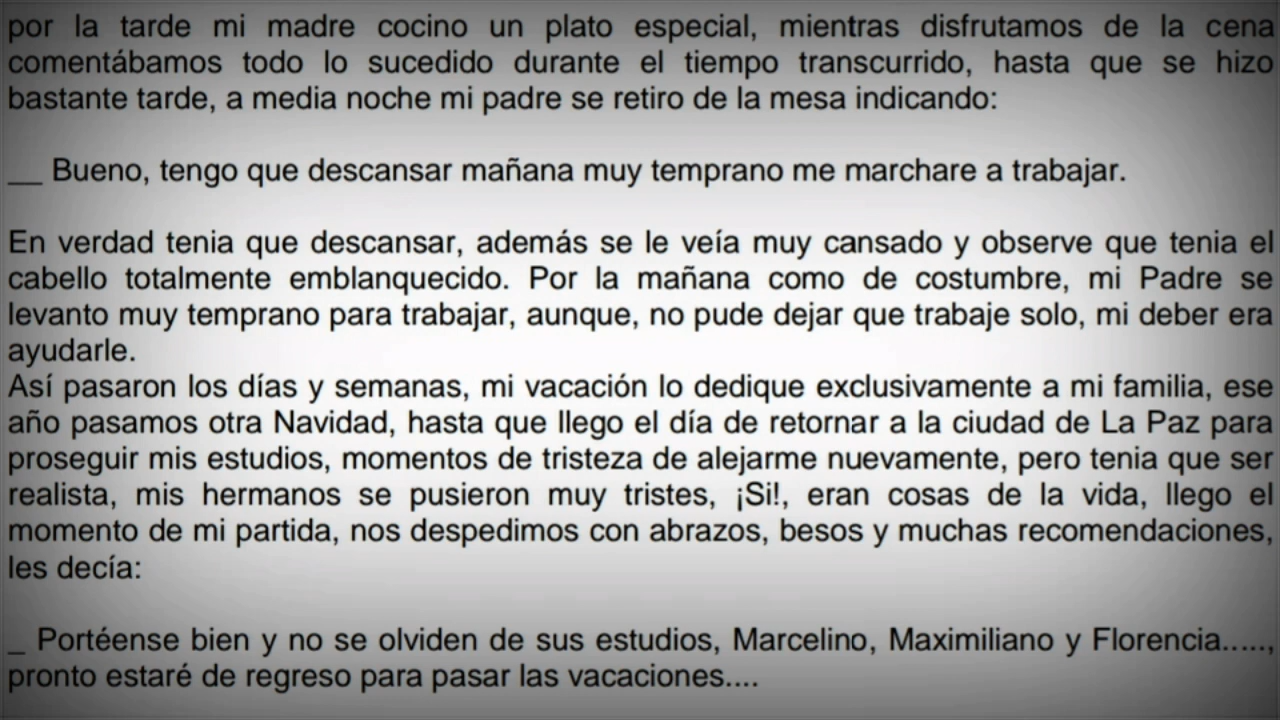 por la tarde mi madre cocino un plato especial, mientras disfrutamos de la cena
comentábamos todo lo sucedido durante el tiempo transcurrido, hasta que se hizo
bastante tarde, a media noche mi padre se retiro de la mesa indicando:
__ Bueno, tengo que descansar mañana muy temprano me marchare a trabajar.
En verdad tenia que descansar, además se le veía muy cansado y observe que tenia el
cabello totalmente emblanquecido. Por la mañana como de costumbre, mi Padre se
levanto muy temprano para trabajar, aunque, no pude dejar que trabaje solo, mi deber era
ayudarle.
Así pasaron los días y semanas, mi vacación lo dedique exclusivamente a mi familia, ese
año pasamos otra Navidad, hasta que llego el día de retornar a la ciudad de La Paz para
proseguir mis estudios, momentos de tristeza de alejarme nuevamente, pero tenia que ser
realista, mis hermanos se pusieron muy tristes, ¡Si!, eran cosas de la vida, llego el
momento de mi partida, nos despedimos con abrazos, besos y muchas recomendaciones,
les decía:
_ Portéense bien y no se olviden de sus estudios, Marcelino, Maximiliano y Florencia.....,
pronto estaré de regreso para pasar las vacaciones....